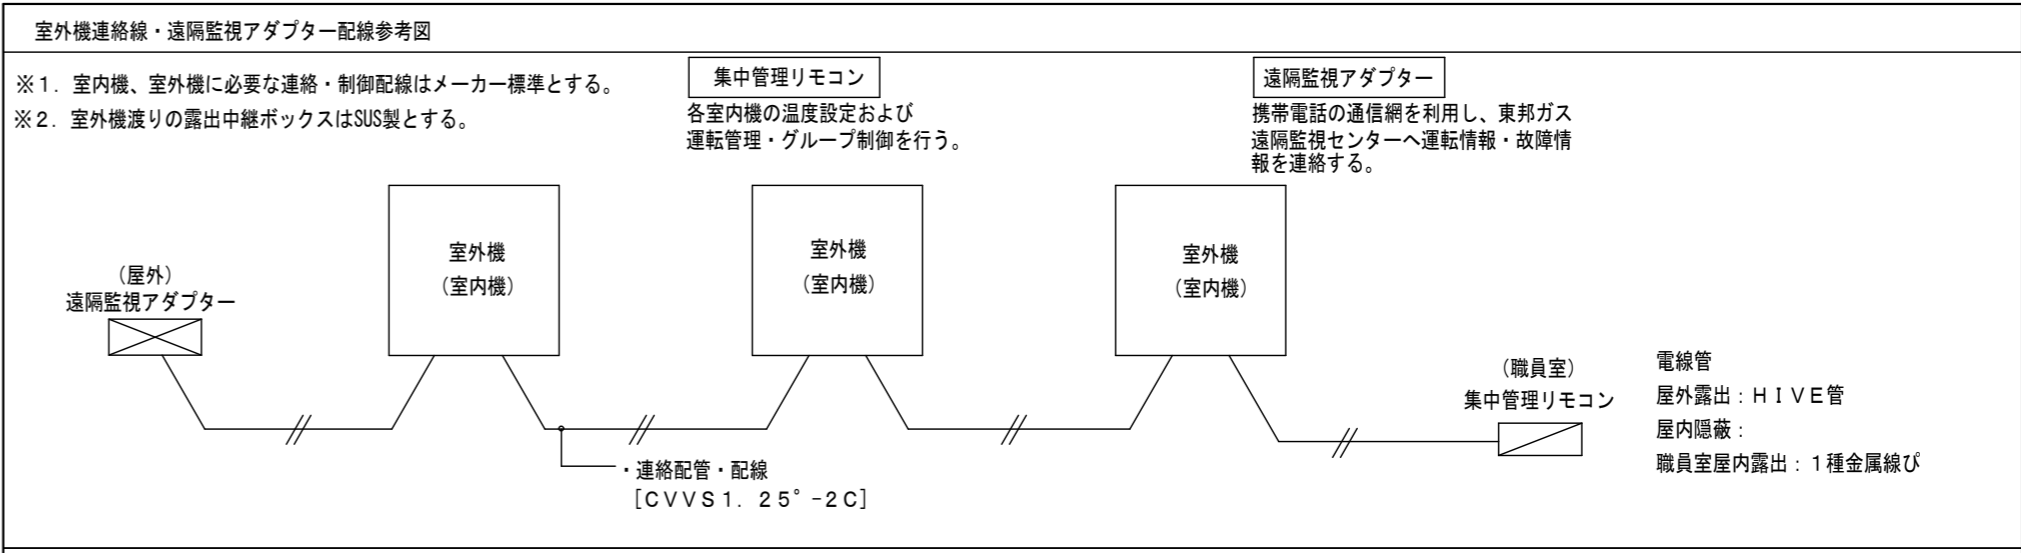 室外機連絡線・遠隔監視アダプター配線参考図
※1. 室内機、室外機に必要な連絡・制御配線はメーカー標準とする。
※2. 室外機渡りの露出中継ボックスはSUS製とする。
集中管理リモコン
各室内機の温度設定および
運転管理・グループ制御を行う。
遠隔監視アダプター
携帯電話の通信網を利用し、東邦ガス
遠隔監視センターへ運転情報・故障情
報を連絡する。
(屋外)
遠隔監視アダプター
室外機
(室内機)
室外機
(室内機)
室外機
(室内機)
・連絡配管・配線
[CVVS1. 25°-2C]
(職員室)
集中管理リモコン
電線管
屋外露出:HIVE管
屋内隠蔽:
職員室屋内露出:1種金属線ぴ